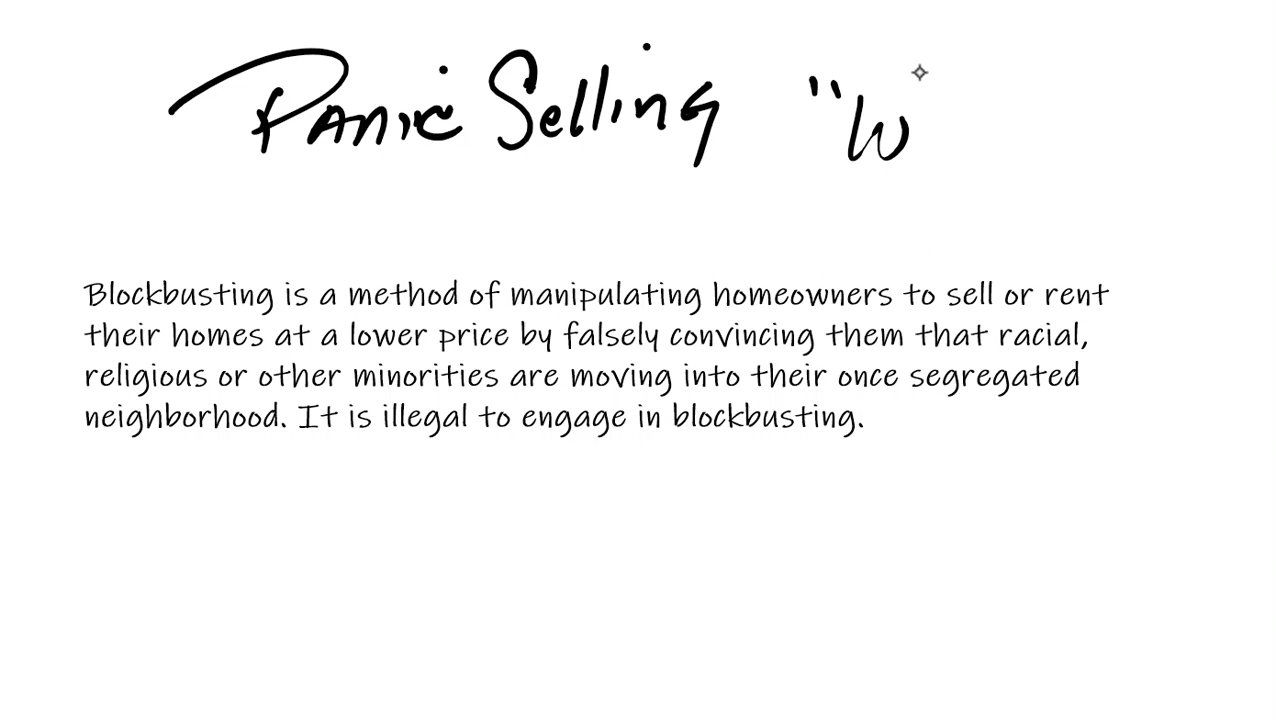 Panic Selling "W
Blockbusting is a method of manipulating homeowners to sell or rent
their homes at a lower price by falsely convincing them that racial,
religious or other minorities are moving into their once segregated
neighborhood. It is illegal to engage in blockbusting.